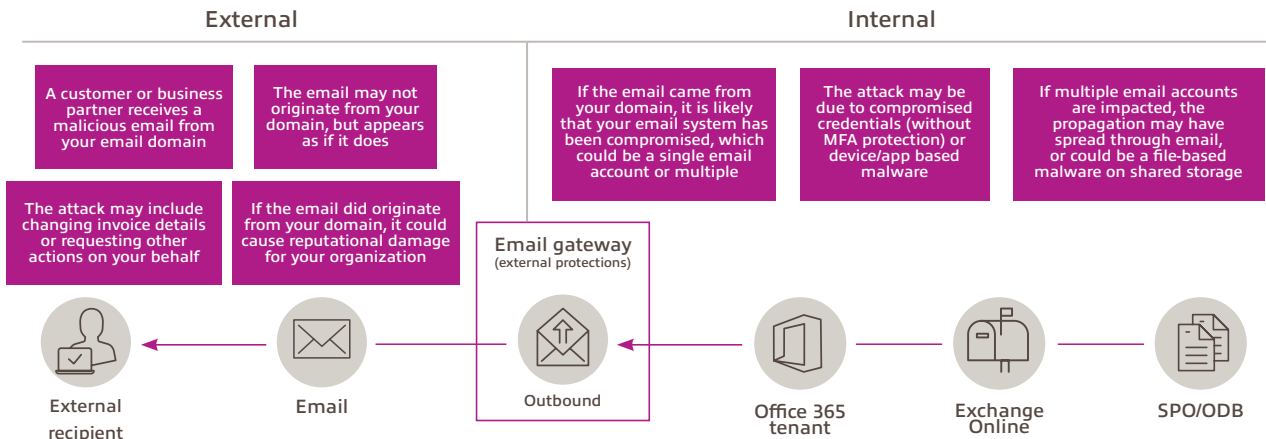 External
Internal
A customer or business
partner receives a
malicious email from
your email domain
The email may not
originate from your
domain, but appears
as if it does
If the email came from
your domain, it is likely
that your email system has
been compromised, which
could be a single email
account or multiple
The attack may be
due to compromised
credentials (without
MFA protection) or
device/app based
malware
If multiple email accounts
are impacted, the
propagation may have
spread through email,
or could be a file-based
malware on shared storage
The attack may include
changing invoice details
or requesting other
actions on your behalf
If the email did originate
from your domain, it could
cause reputational damage
for your organization
Email gateway
(external protections)
External
recipient
Email
Outbound
Office 365
tenant
Exchange
Online
SPO/ODB